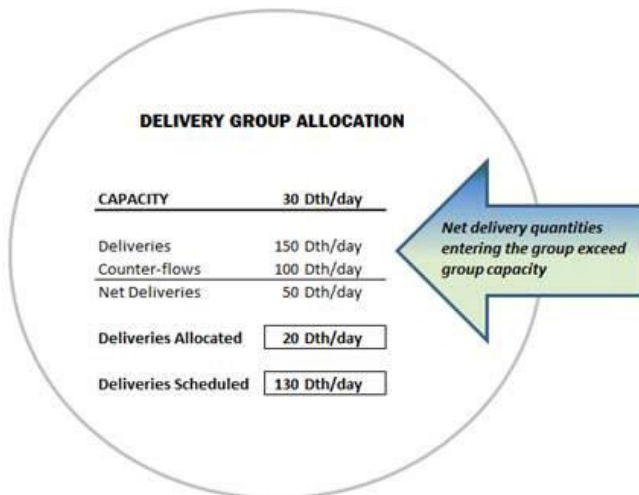 DELIVERY GROUP ALLOCATION
CAPACITY 30 Dth/day
Deliveries 150 Dth/day
Counter-flows 100 Dth/day
Net Deliveries 50 Dth/day
Deliveries Allocated 20 Dth/day
Deliveries Scheduled 130 Dth/day
Net delivery quantities
entering the group exceed
group capacity